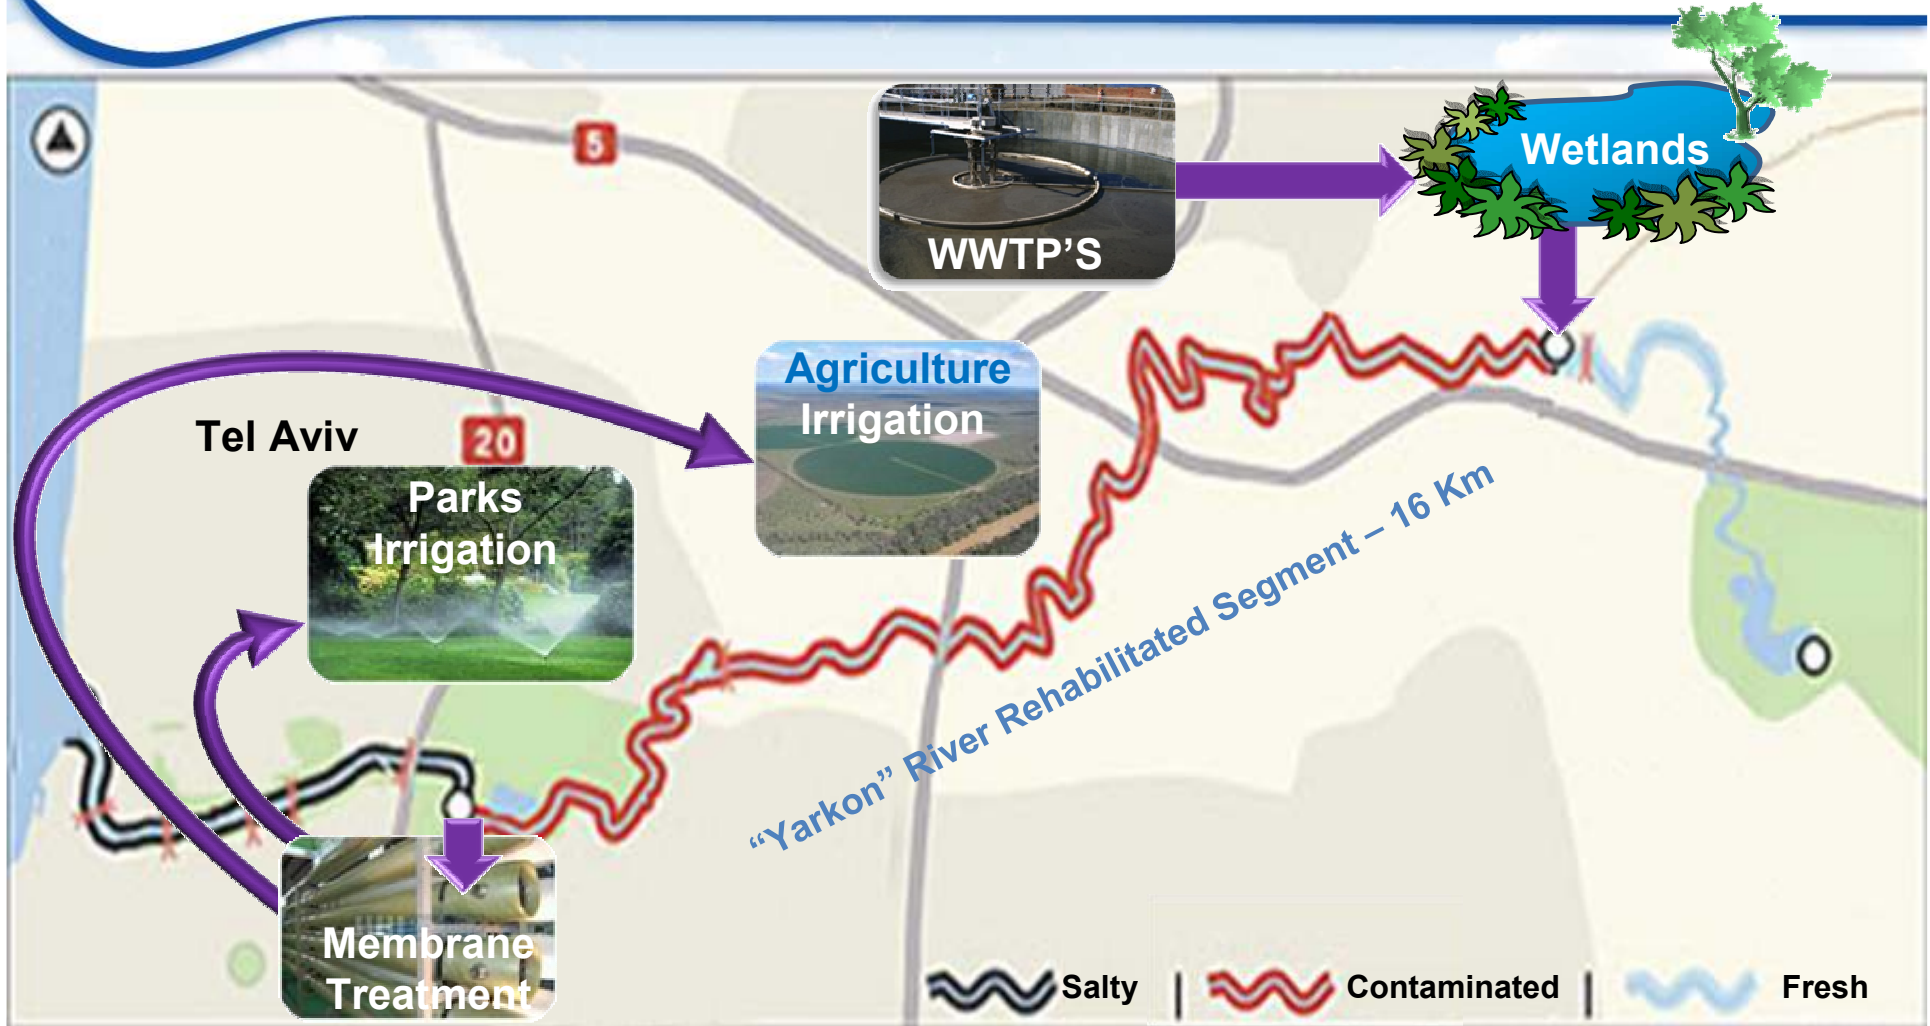 5
Wetlands
WWTP'S
Agriculture
Irrigation
Tel Aviv
20
Parks
Irrigation
“Yarkon” River Rehabilitated Segment – 16 Km
Membrane
Treatment
Salty | Contaminated | Fresh